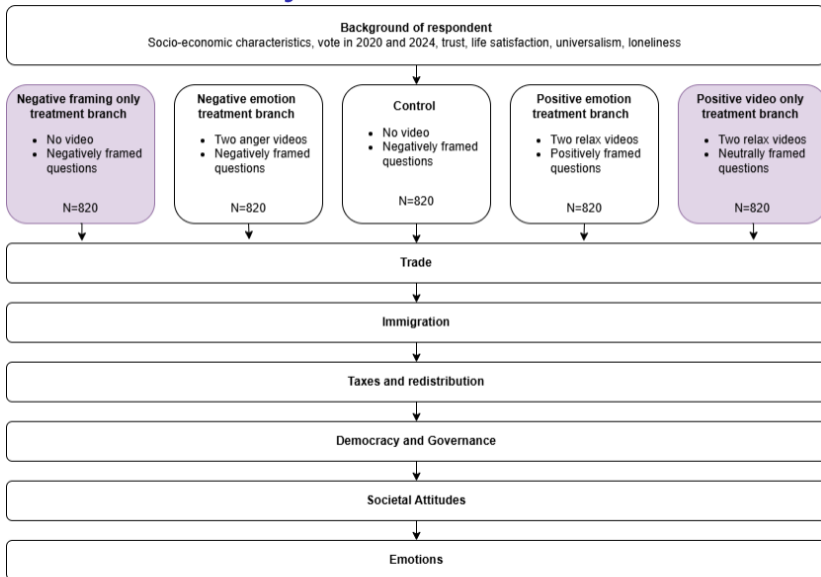 Background of respondent
Socio-economic characteristics, vote in 2020 and 2024, trust, life satisfaction, universalism, loneliness
Negative framing only
treatment branch
• No video
• Negatively framed
questions
N=820
Negative emotion
treatment branch
• Two anger videos
• Negatively framed
questions
N=820
Control
• No video
• Negatively framed
questions
N=820
Positive emotion
treatment branch
• Two relax videos
• Positively framed
questions
N=820
Positive video only
treatment branch
• Two relax videos
• Neutrally framed
questions
N=820
Trade
Immigration
Taxes and redistribution
Democracy and Governance
Societal Attitudes
Emotions